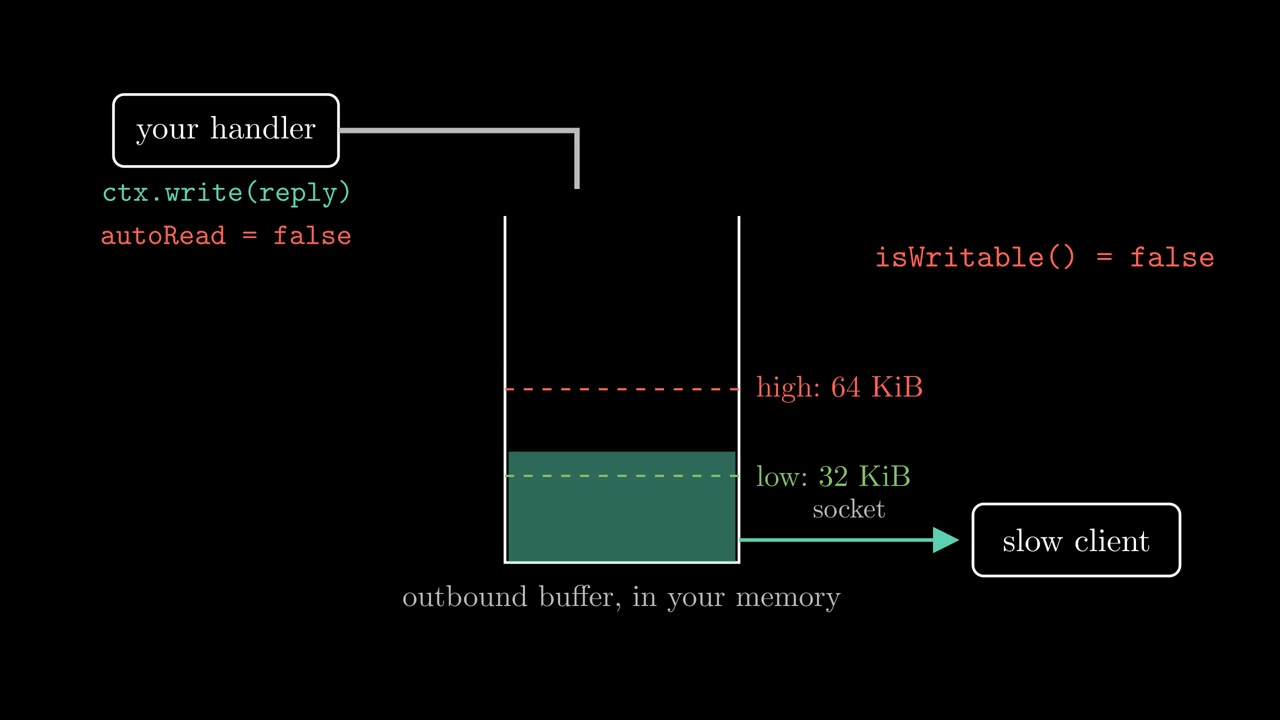 your handler
ctx.write(reply)
autoRead = false
isWritable() = false
high: 64 KiB
low: 32 KiB
socket
slow client
outbound buffer, in your memory